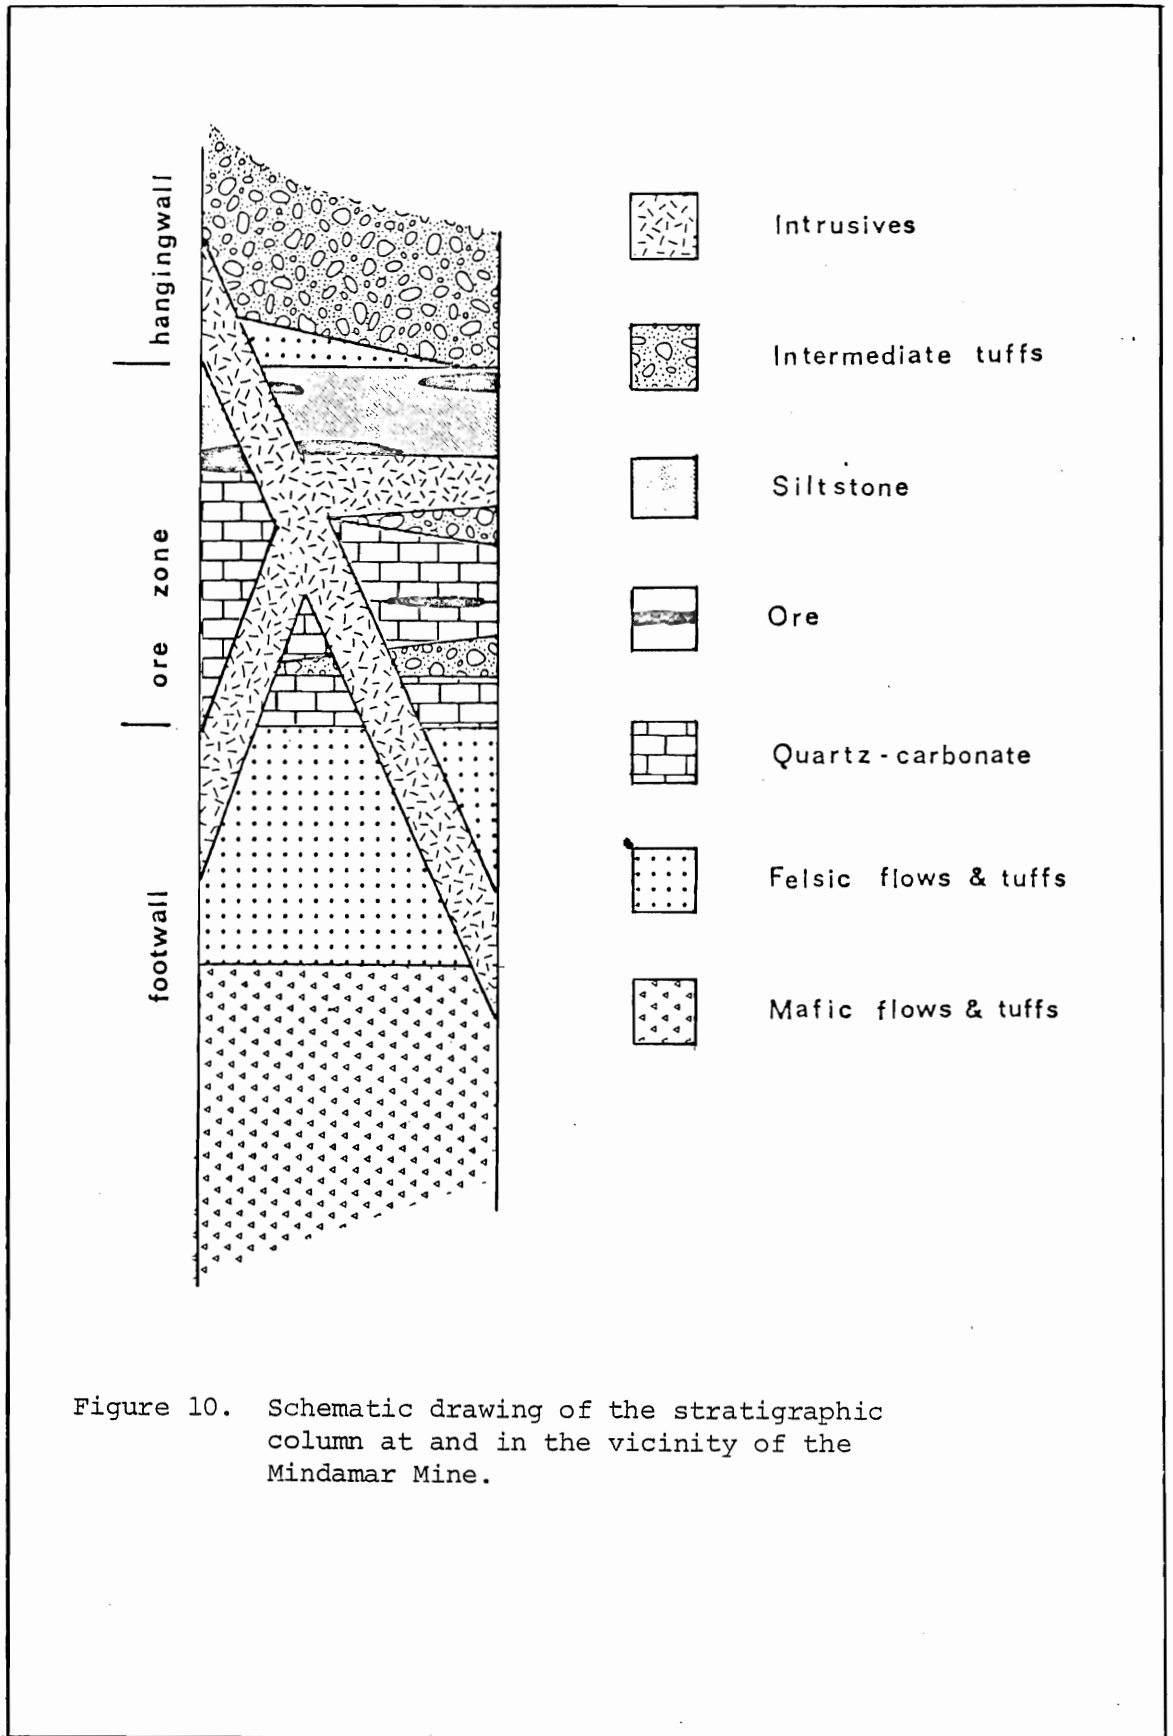 hangingwall
ore zone
footwall
Intrusives
Intermediate tuffs
Siltstone
Ore
Quartz-carbonate
Felsic flows & tuffs
Mafic flows & tuffs
Figure 10. Schematic drawing of the stratigraphic
column at and in the vicinity of the
Mindamar Mine.